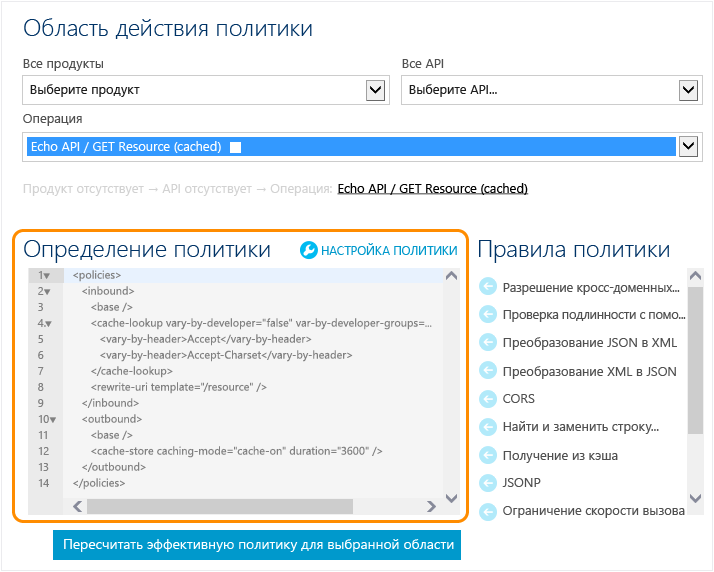 Область действия политики
Все продукты
Все API
Выберите продукт
Выберите API...
Операция
Echo API / GET Resource (cached)
Продукт отсутствует → API отсутствует → Операция: Echo API / GET Resource (cached)
Определение политики
НАСТРОЙКА ПОЛИТИКИ
1 <policies>
2 <inbound>
3 <base />
4 <cache-lookup vary-by-developer="false" var-by-developer-groups=...
5 <vary-by-header>Accept</vary-by-header>
6 <vary-by-header>Accept-Charset</vary-by-header>
7 </cache-lookup>
8 <rewrite-uri template="/resource" />
9 </inbound>
10 <outbound>
11 <base />
12 <cache-store caching-mode="cache-on" duration="3600" />
13 </outbound>
14 </policies>
Правила политики
Разрешение кросс-доменных...
Проверка подлинности с помо...
Преобразование JSON в XML
Преобразование XML в JSON
CORS
Найти и заменить строку...
Получение из кэша
JSONP
Ограничение скорости вызова
Пересчитать эффективную политику для выбранной области